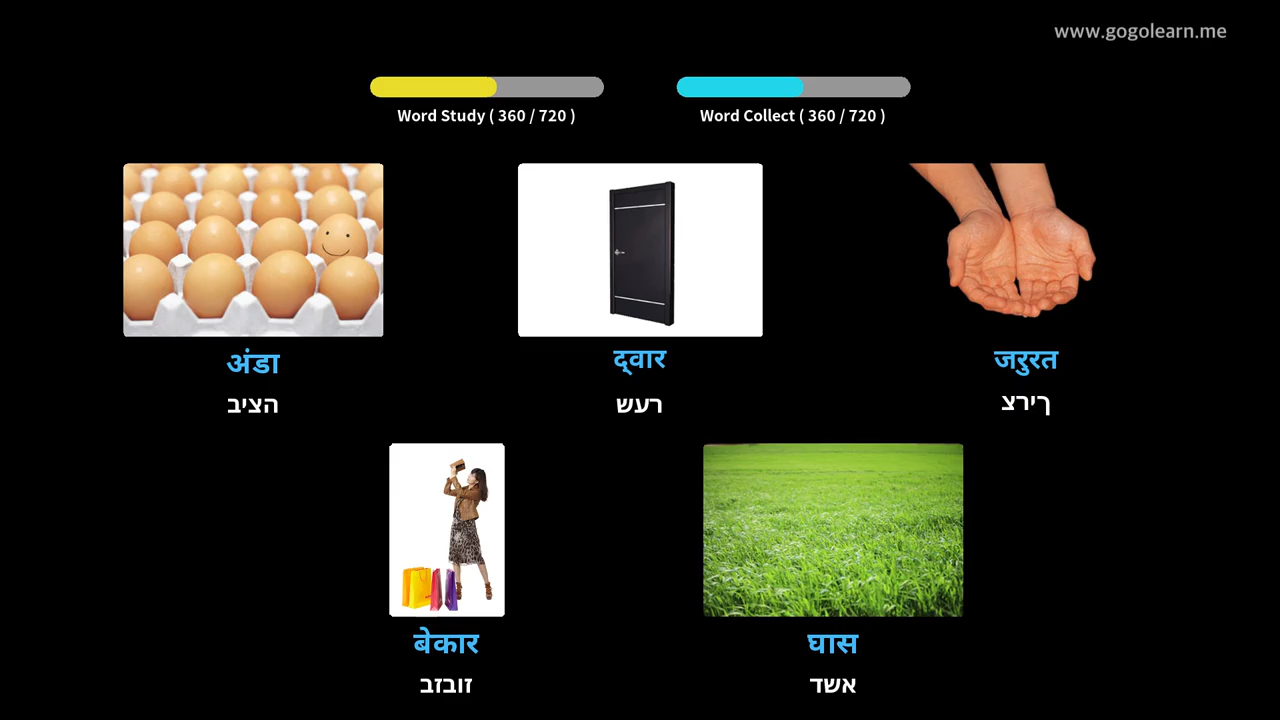 www.gogolearn.me
Word Study ( 360 / 720 )
Word Collect ( 360 / 720 )
अंडा
द्‌वार
जरुरत
הציב
רעש
ךירצ
बेकार
घास
זובזב
אשד